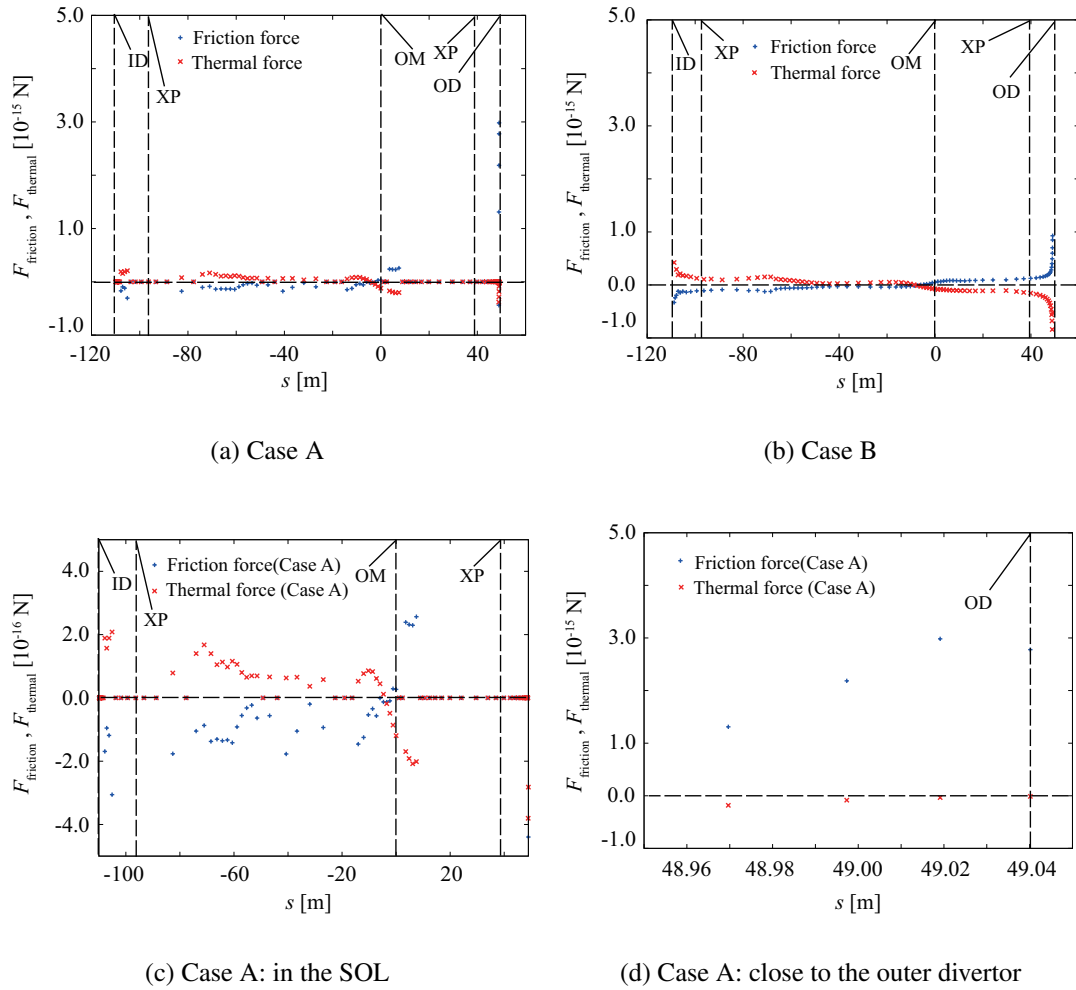 5.0
3.0
1.0
0.0
-1.0
F_friction , F_thermal [10^-15 N]
Friction force
Thermal force
ID
XP
OM
XP
OD
-120
-80
-40
0
40
s [m]
(a) Case A
5.0
3.0
1.0
0.0
-1.0
F_friction , F_thermal [10^-15 N]
Friction force
Thermal force
ID
XP
OM
XP
OD
-120
-80
-40
0
40
s [m]
(b) Case B
4.0
2.0
0.0
-2.0
-4.0
F_friction , F_thermal [10^-16 N]
Friction force(Case A)
Thermal force (Case A)
ID
XP
OM
XP
-100
-60
-20
20
s [m]
(c) Case A: in the SOL
5.0
3.0
1.0
0.0
-1.0
F_friction , F_thermal [10^-15 N]
Friction force(Case A)
Thermal force (Case A)
OD
48.96
48.98
49.00
49.02
49.04
s [m]
(d) Case A: close to the outer divertor